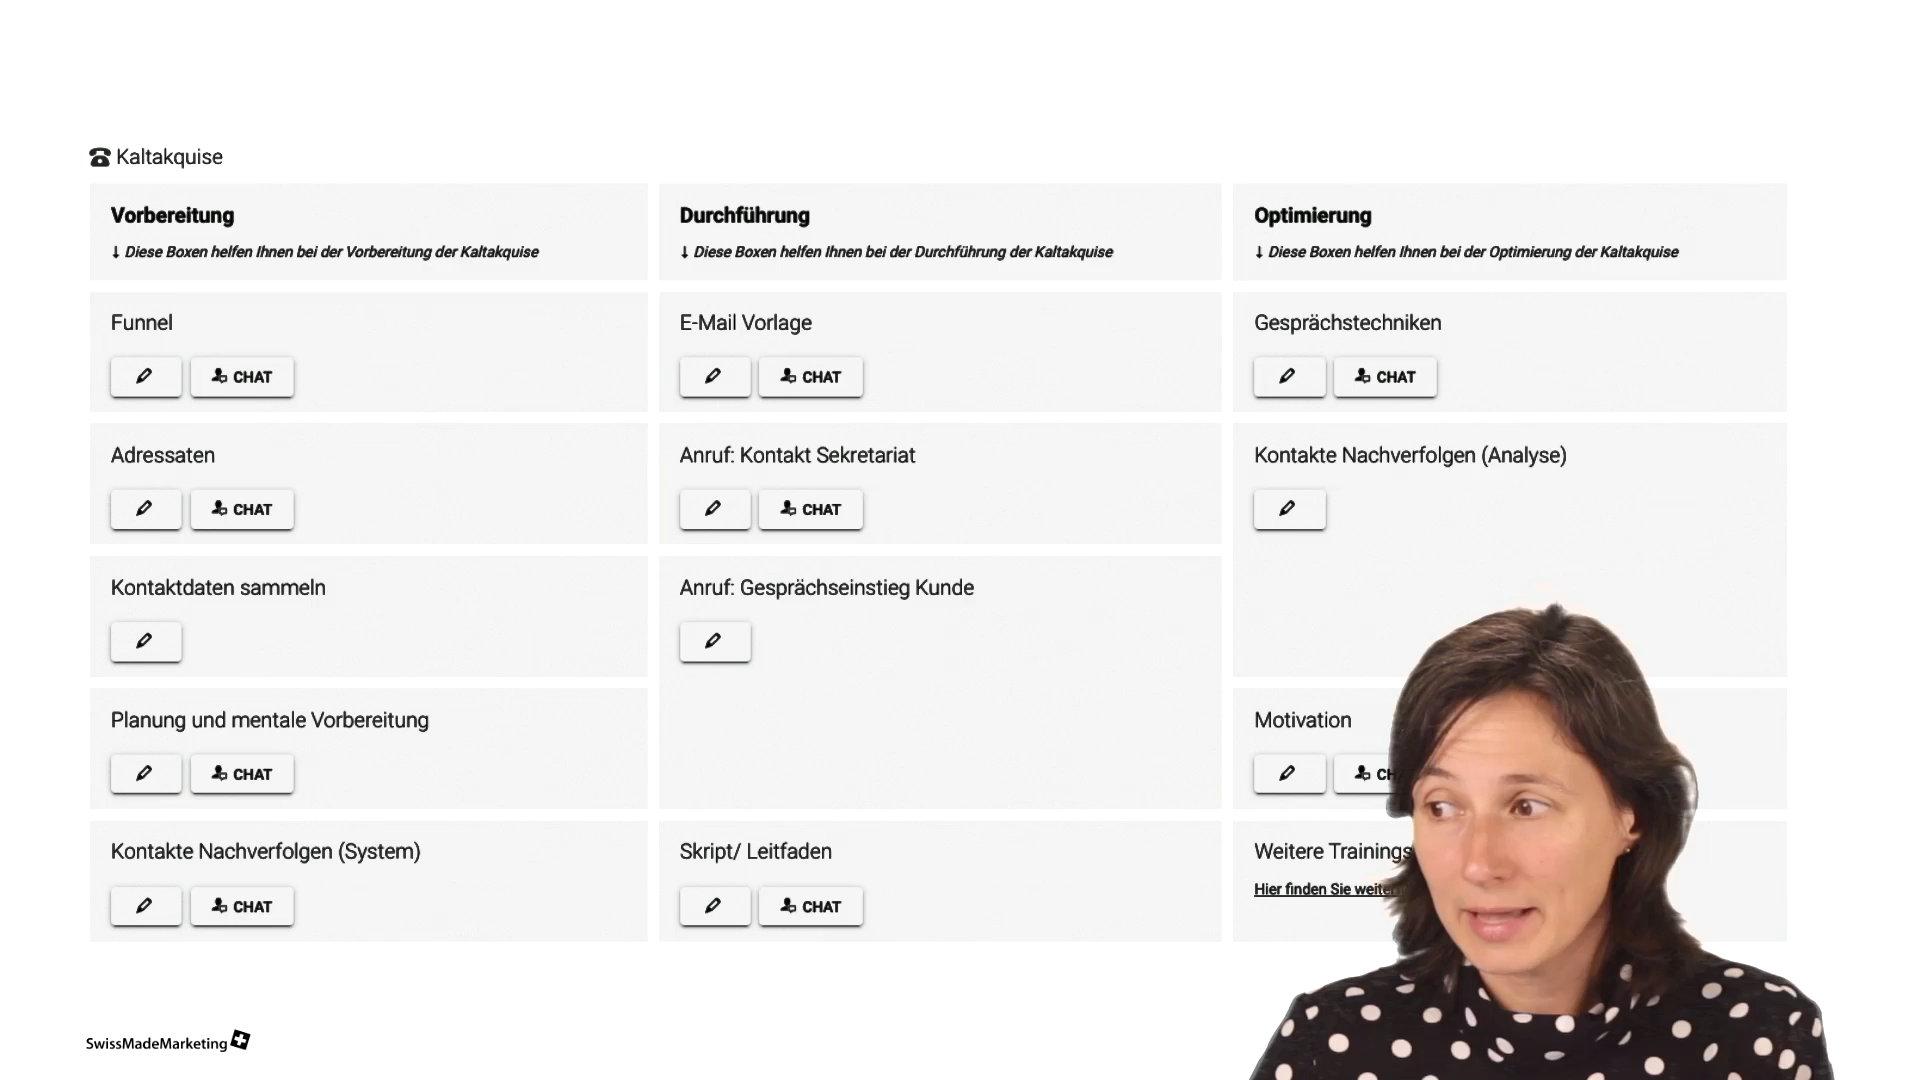 Kaltakquise
Vorbereitung
↓ Diese Boxen helfen Ihnen bei der Vorbereitung der Kaltakquise
Funnel
CHAT
Adressaten
CHAT
Kontaktdaten sammeln
Planung und mentale Vorbereitung
CHAT
Kontakte Nachverfolgen (System)
CHAT
Durchführung
↓ Diese Boxen helfen Ihnen bei der Durchführung der Kaltakquise
E-Mail Vorlage
CHAT
Anruf: Kontakt Sekretariat
CHAT
Anruf: Gesprächseinstieg Kunde
Skript/ Leitfaden
CHAT
Optimierung
↓ Diese Boxen helfen Ihnen bei der Optimierung der Kaltakquise
Gesprächstechniken
CHAT
Kontakte Nachverfolgen (Analyse)
Motivation
Weitere Trainings
Hier finden Sie
SwissMadeMarketing